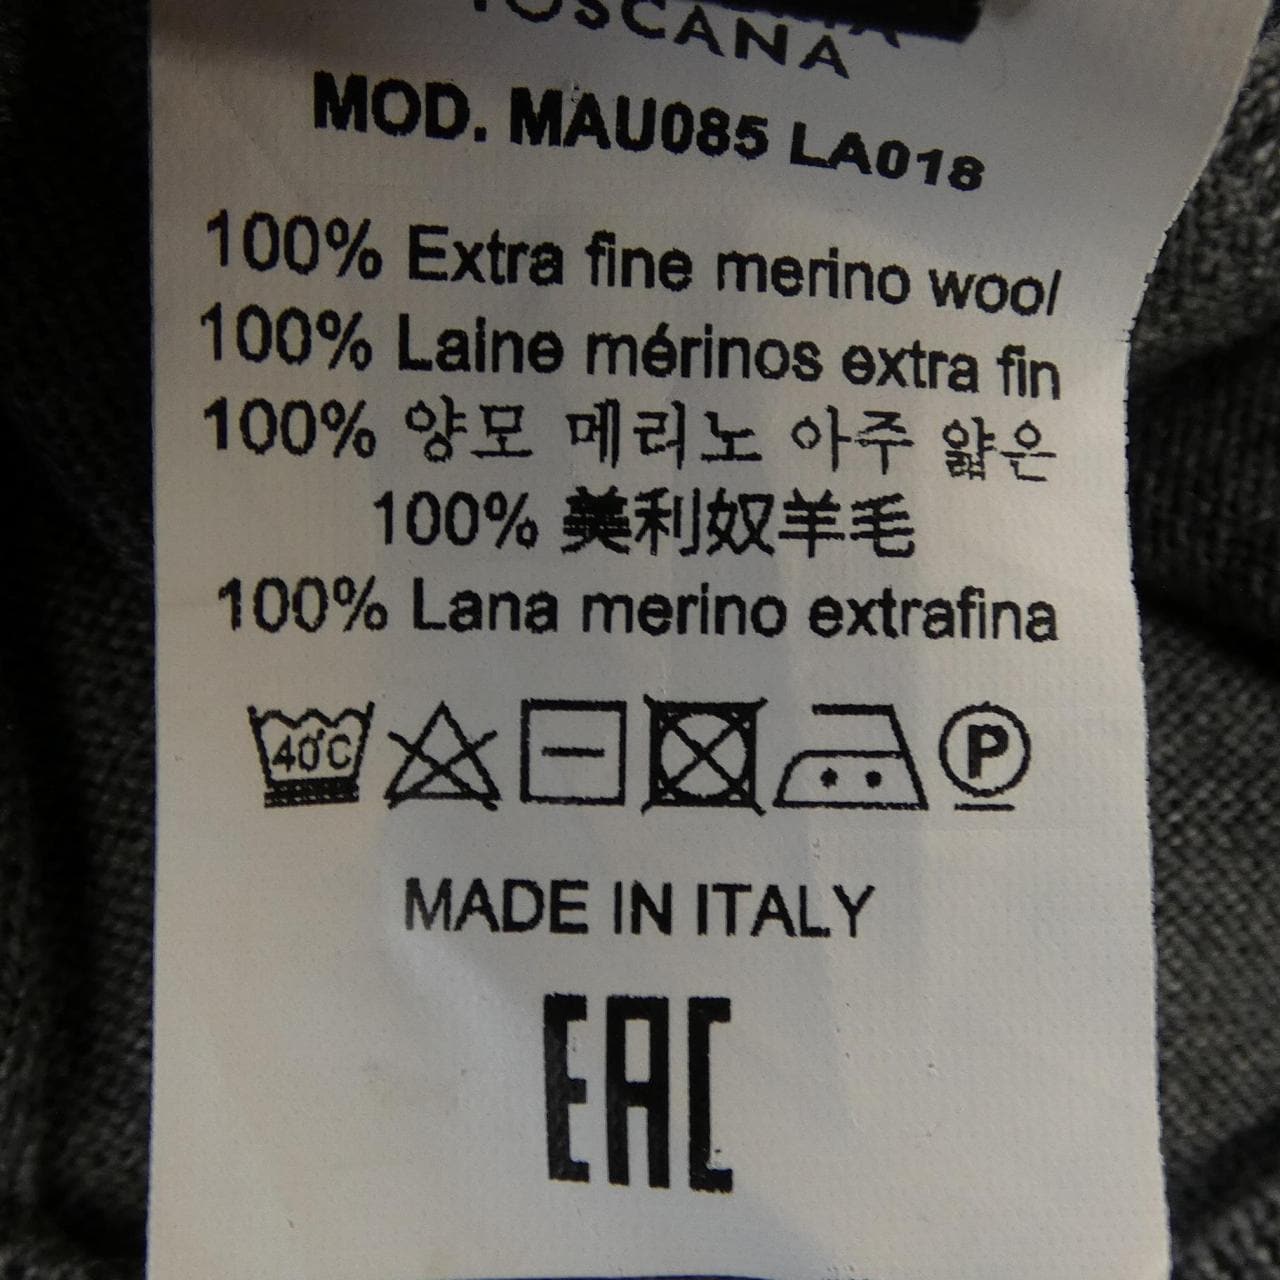 TOSCANA
MOD. MAU085 LA018
100% Extra fine merino wool
100% Laine mérinos extra fin
100% 양모 메리노 아주 얇은
100% 美利奴羊毛
100% Lana merino extrafina
40°C P
MADE IN ITALY
EAC